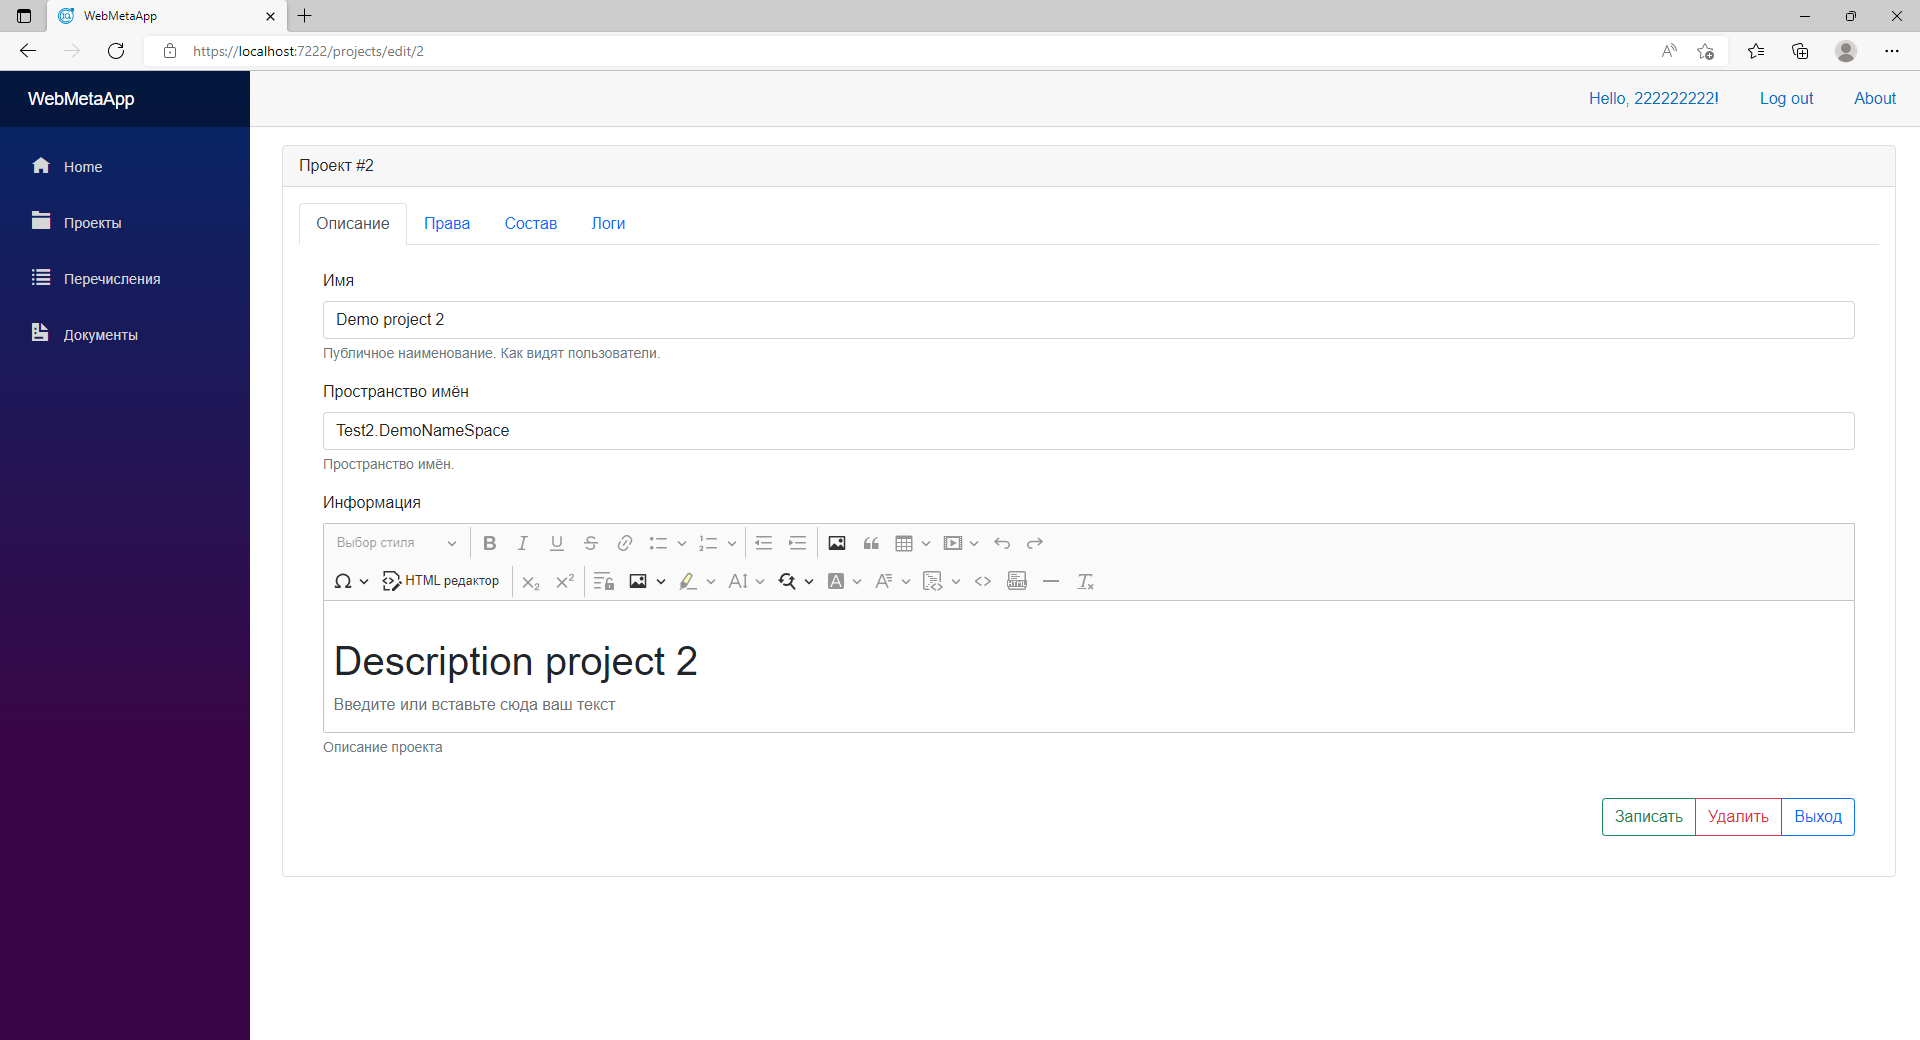 WebMetaApp
https://localhost:7222/projects/edit/2
WebMetaApp
Hello, 222222222!
Log out
About
Home
Проекты
Перечисления
Документы
Проект #2
Описание
Права
Состав
Логи
Имя
Demo project 2
Публичное наименование. Как видят пользователи.
Пространство имён
Test2.DemoNameSpace
Пространство имён.
Информация
Выбор стиля
HTML редактор
Description project 2
Введите или вставьте сюда ваш текст
Описание проекта
Записать
Удалить
Выход